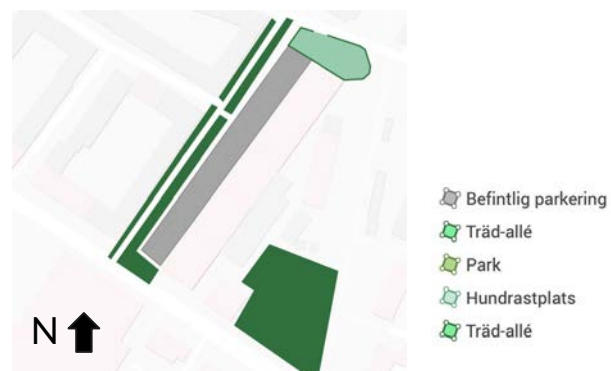 Befintlig parkering
Träd-allé
Park
Hundrastplats
Träd-allé
N